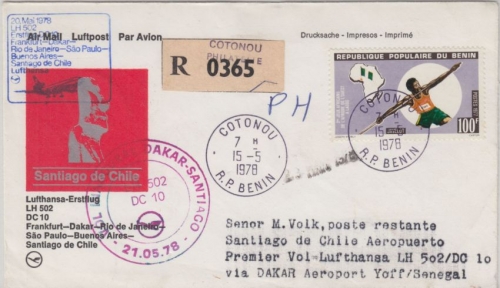 Air Mail Luftpost Par Avion
Drucksache - Impresos - Imprimé
20. Mai 1978
LH 502
Erstflug
Frankfurt-Dakar-
Rio de Janeiro-São Paulo-
Buenos Aires-
Santiago de Chile
Lufthansa
COTONOU
PHILATELIE
R 0365
PH
REPUBLIQUE POPULAIRE DU BENIN
100F
COTONOU
7 H
15-5
1978
R.P. BENIN
COTONOU
7 H
15-5
1978
R.P. BENIN
Santiago de Chile
DAKAR-SANTIAGO
502
DC 10
21.05.78
Lufthansa-Erstflug
LH 502
DC 10
Frankfurt-Dakar-Rio de Janeiro-
São Paulo-Buenos Aires-
Santiago de Chile
Senor M.Volk, poste restante
Santiago de Chile Aeropuerto
Premier Vol-Lufthansa LH 502/DC 10
via DAKAR Aeroport Yoff/Senegal